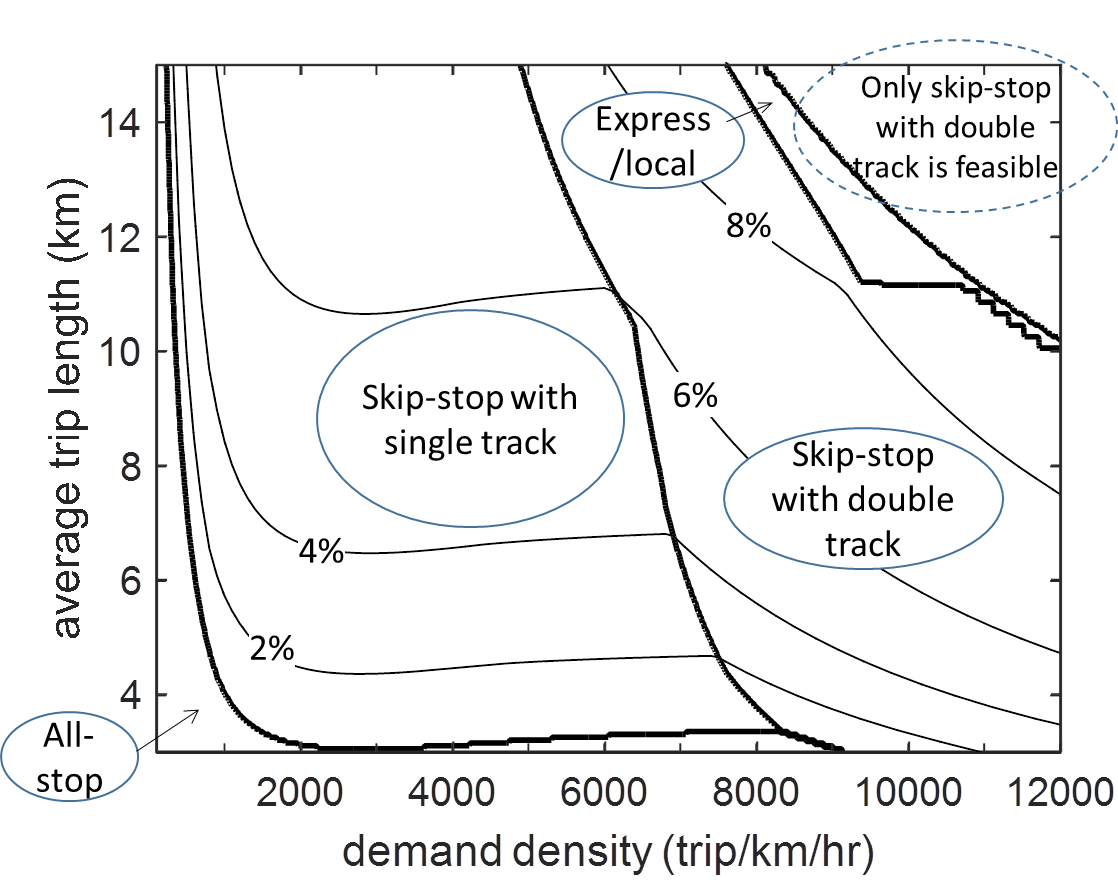 Only skip-stop
with double
track is feasible
Express
/local
14
12
10
8
6
4
8%
6%
4%
2%
Skip-stop with
single track
Skip-stop
with double
track
All-
stop
average trip length (km)
2000
4000
6000
8000
10000
12000
demand density (trip/km/hr)